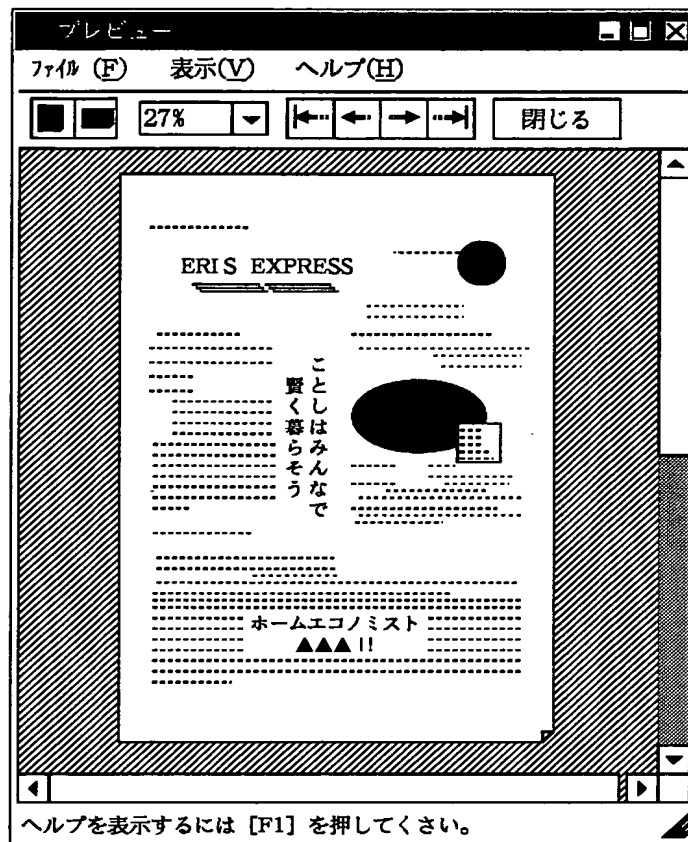 プレビュー
ファイル (F) 表示(V) ヘルプ(H)
27% 閉じる
ERIS EXPRESS
ことしはみんなで
賢く暮らそう
ホームエコノミスト
▲▲▲!!
ヘルプを表示するには [F1] を押してくさい。